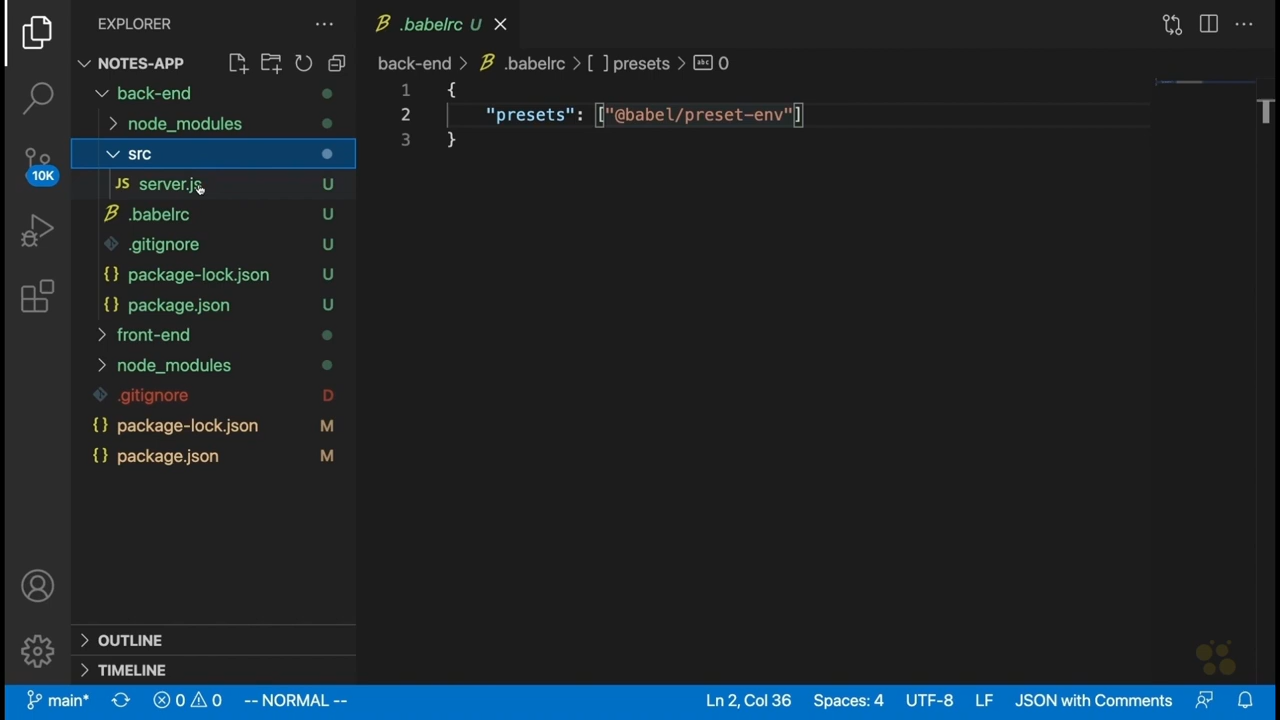 EXPLORER
.babelrc U
NOTES-APP
back-end > .babelrc > [ ] presets > abc 0
back-end
node_modules
src
JS server.js U
.babelrc U
.gitignore U
{} package-lock.json U
{} package.json U
front-end
node_modules
.gitignore D
{} package-lock.json M
{} package.json M
1 {
2 "presets": ["@babel/preset-env"]
3 }
10K
OUTLINE
TIMELINE
main* 0 0 -- NORMAL -- Ln 2, Col 36 Spaces: 4 UTF-8 LF JSON with Comments